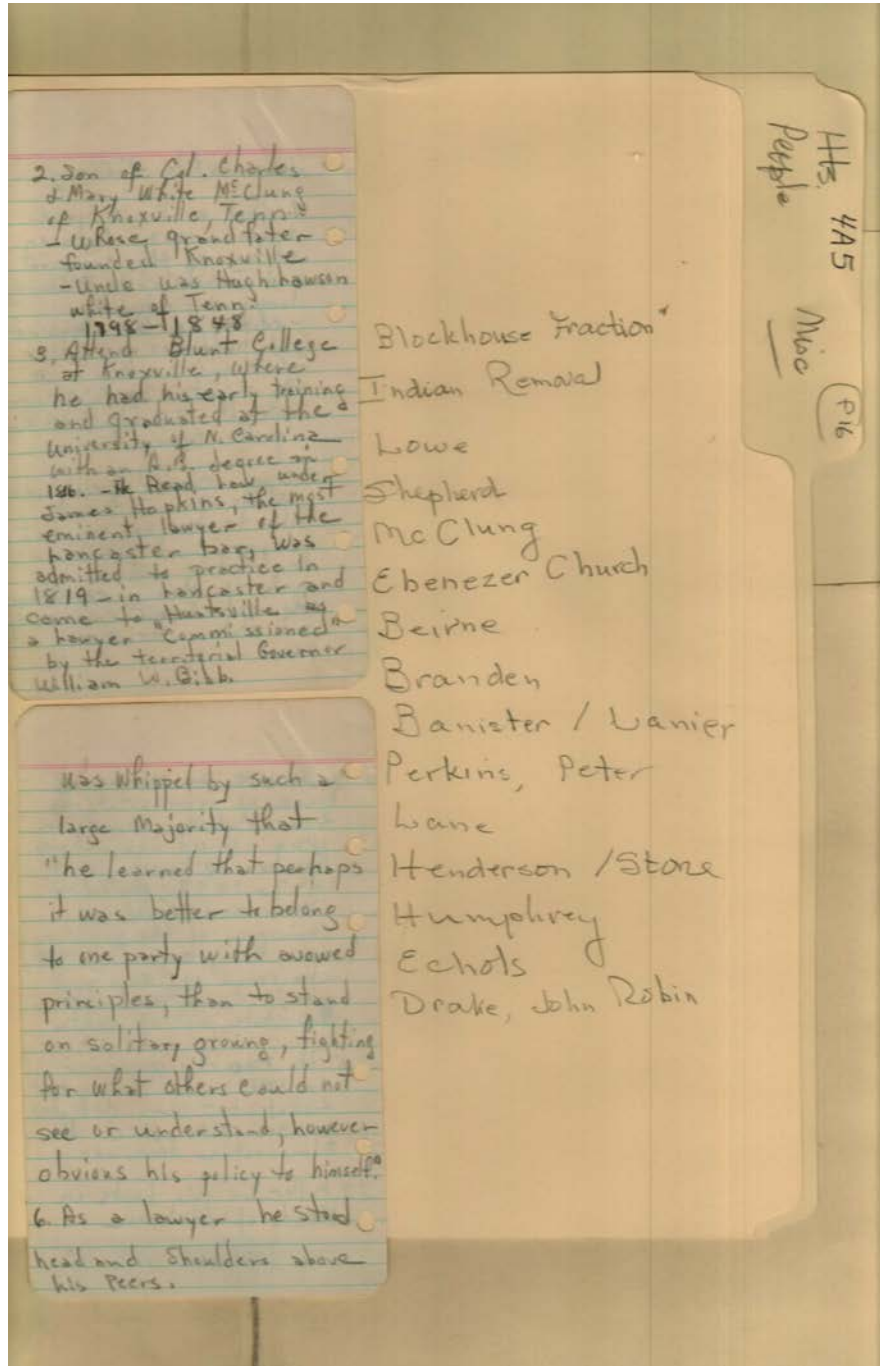 2. Son of Col. Charles
& Mary White McClung
of Knoxville, Tenn.
- whose grandfater
founded Knoxville
- Uncle was Hugh Lawson
white of Tenn.
1798-1848
3. Attend Blunt College
at Knoxville, where
he had his early training
and graduated at the
University of N. Carolina
with an A.B. degree in
1816. - He Read law under
James Hopkins, the most
eminent lawyer of the
Lancaster bar, was
admitted to practice in
1819 - in Lancaster and
come to Huntsville as
a lawyer "Commissioned"
by the territorial Governor
William W. Bibb.
was whippel by such a
large Majority that
"he learned that perhaps
it was better to belong
to one party with avowed
principles, than to stand
on solitary groung, fighting
for what others could not
see or understand, however
obvious his policy to himself."
6. As a lawyer he stood
head and Shoulders above
his Peers.
Blockhouse Fraction"
Indian Removal
Lowe
Shepherd
McClung
Ebenezer Church
Beirne
Branden
Banister / Lanier
Perkins, Peter
Lane
Henderson / Stone
Humphrey
Echols
Drake, John Robin
Hts. 4A5 Misc P16
People